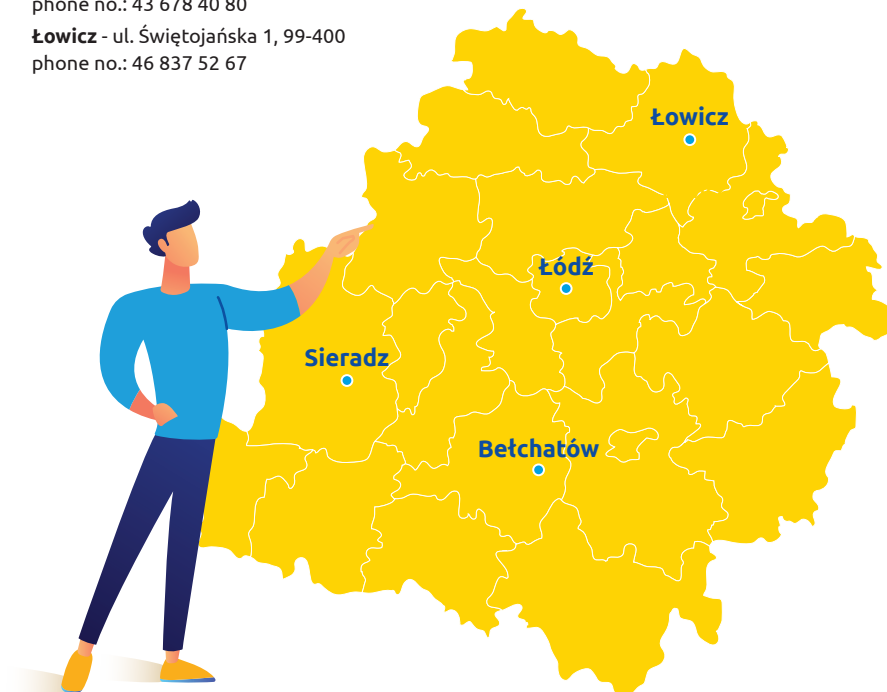 phone no.: 43 678 40 80
Łowicz - ul. Świętojańska 1, 99-400
phone no.: 46 837 52 67
Łowicz
Łódź
Sieradz
Bełchatów